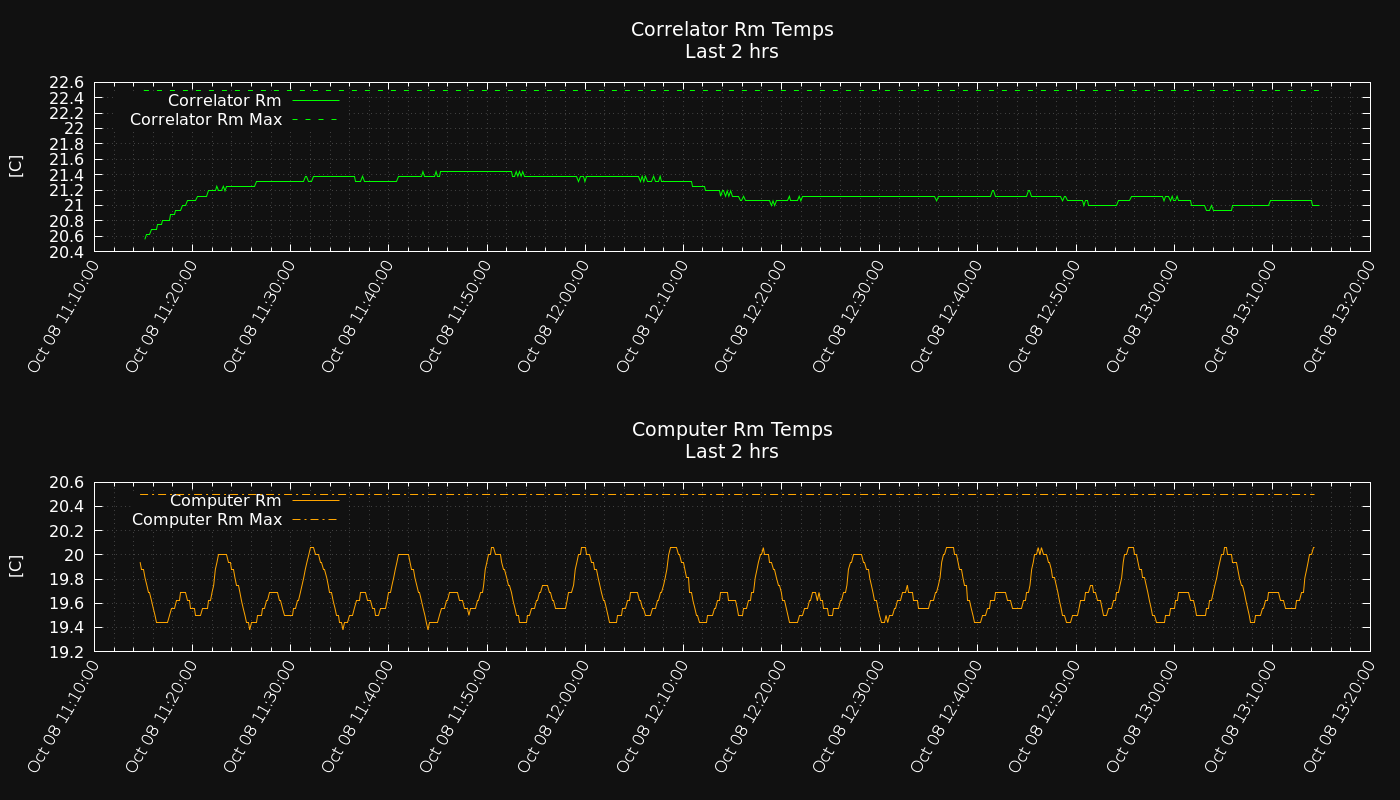 Correlator Rm Temps
Last 2 hrs
22.6
22.4
22.2
22
21.8
21.6
21.4
21.2
21
20.8
20.6
20.4
[C]
Correlator Rm
Correlator Rm Max
Oct 08 11:10:00
Oct 08 11:20:00
Oct 08 11:30:00
Oct 08 11:40:00
Oct 08 11:50:00
Oct 08 12:00:00
Oct 08 12:10:00
Oct 08 12:20:00
Oct 08 12:30:00
Oct 08 12:40:00
Oct 08 12:50:00
Oct 08 13:00:00
Oct 08 13:10:00
Oct 08 13:20:00
Computer Rm Temps
Last 2 hrs
20.6
20.4
20.2
20
19.8
19.6
19.4
19.2
[C]
Computer Rm
Computer Rm Max
Oct 08 11:10:00
Oct 08 11:20:00
Oct 08 11:30:00
Oct 08 11:40:00
Oct 08 11:50:00
Oct 08 12:00:00
Oct 08 12:10:00
Oct 08 12:20:00
Oct 08 12:30:00
Oct 08 12:40:00
Oct 08 12:50:00
Oct 08 13:00:00
Oct 08 13:10:00
Oct 08 13:20:00